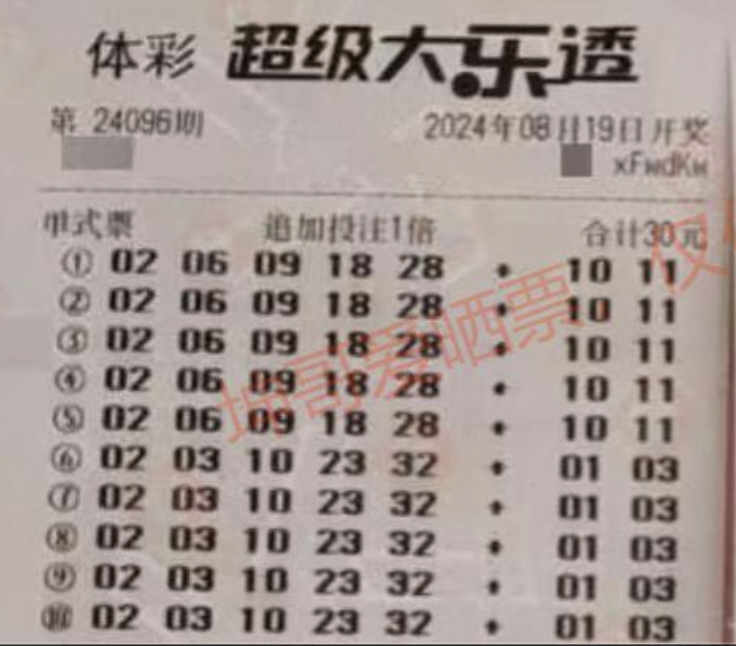 体彩 超级大乐透
第 24096期 2024年08月19日开奖
xFwdKw
单式票 追加投注1倍 合计30元
① 02 06 09 18 28 + 10 11
② 02 06 09 18 28 + 10 11
③ 02 06 09 18 28 + 10 11
④ 02 06 09 18 28 + 10 11
⑤ 02 06 09 18 28 + 10 11
⑥ 02 03 10 23 32 + 01 03
⑦ 02 03 10 23 32 + 01 03
⑧ 02 03 10 23 32 + 01 03
⑨ 02 03 10 23 32 + 01 03
⑩ 02 03 10 23 32 + 01 03
坤哥爱晒票 仅